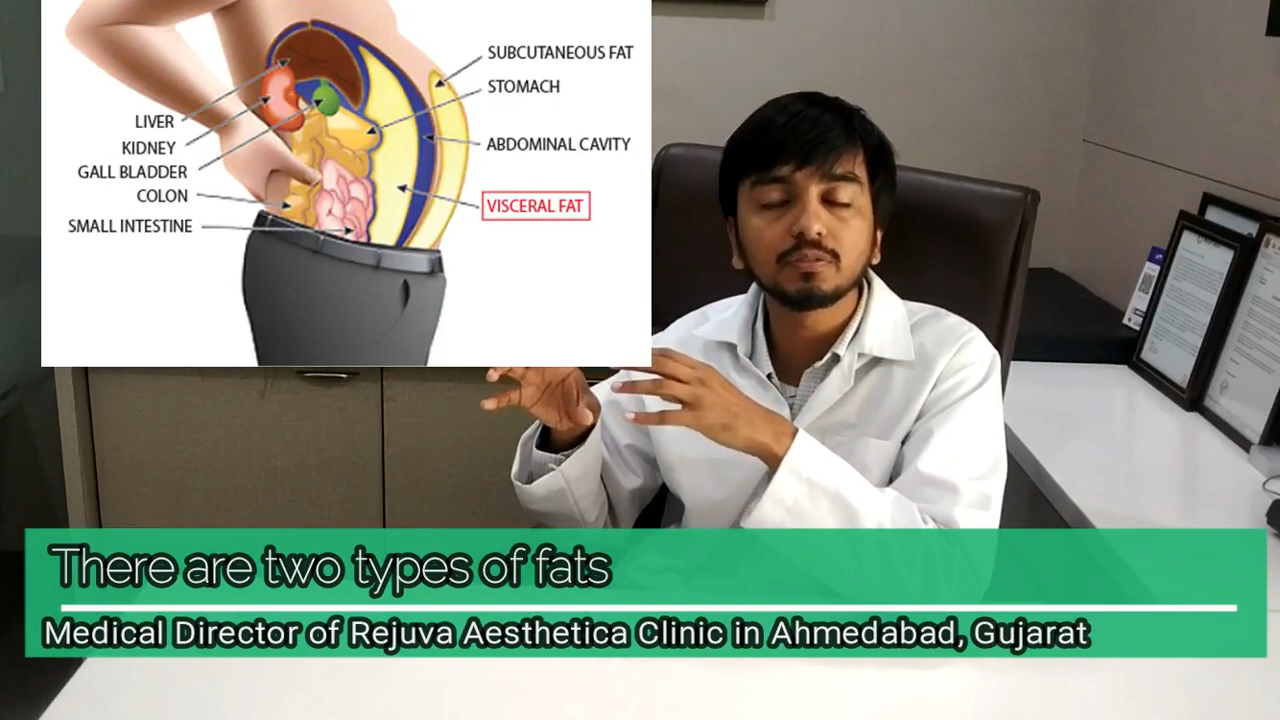 SUBCUTANEOUS FAT
STOMACH
LIVER
KIDNEY
ABDOMINAL CAVITY
GALL BLADDER
COLON
VISCERAL FAT
SMALL INTESTINE
There are two types of fats
Medical Director of Rejuva Aesthetica Clinic in Ahmedabad, Gujarat